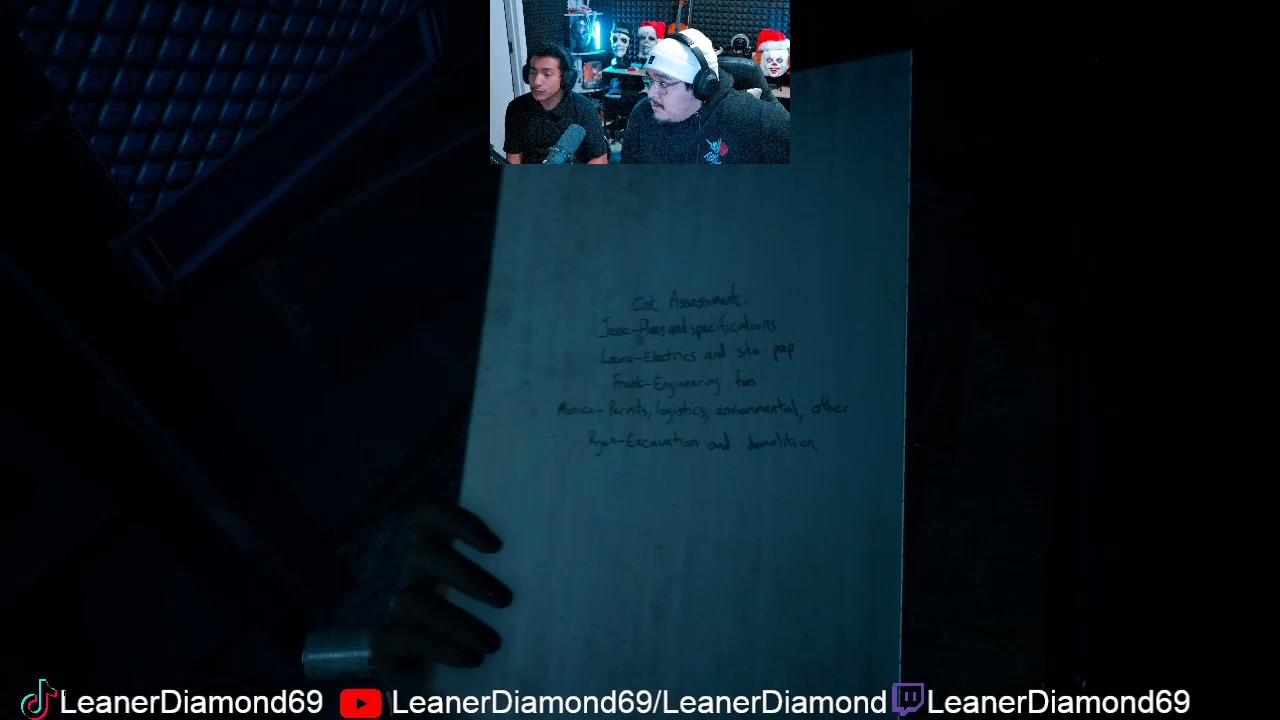 Cost Assessment.
Jesse-Plans and specifications
Laura-Electrics and site prep
Frank-Engineering
Monica-Permits, logistics, environmental, other
Ryan-Excavation and demolition
LeanerDiamond69
LeanerDiamond69/LeanerDiamond
LeanerDiamond69